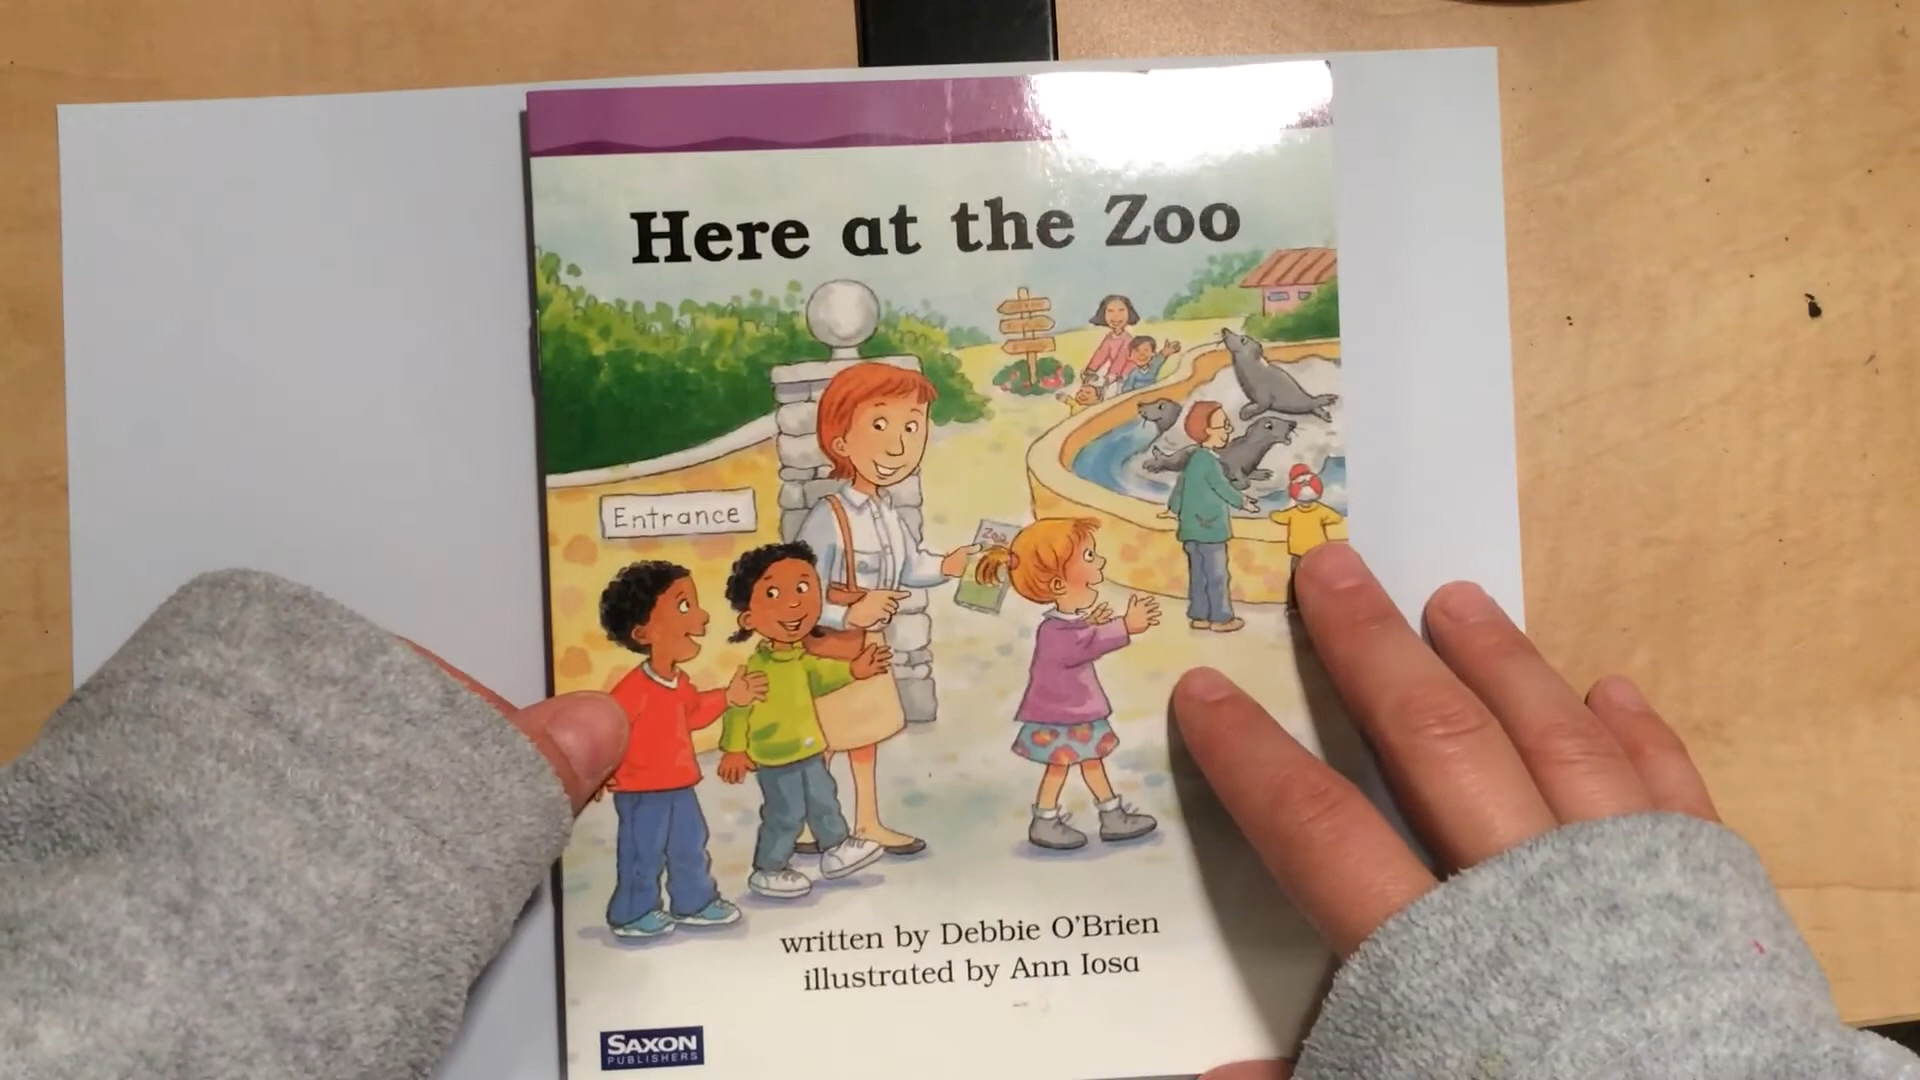 Here at the Zoo
Entrance
Zoo
written by Debbie O'Brien
illustrated by Ann Iosa
SAXON
PUBLISHERS